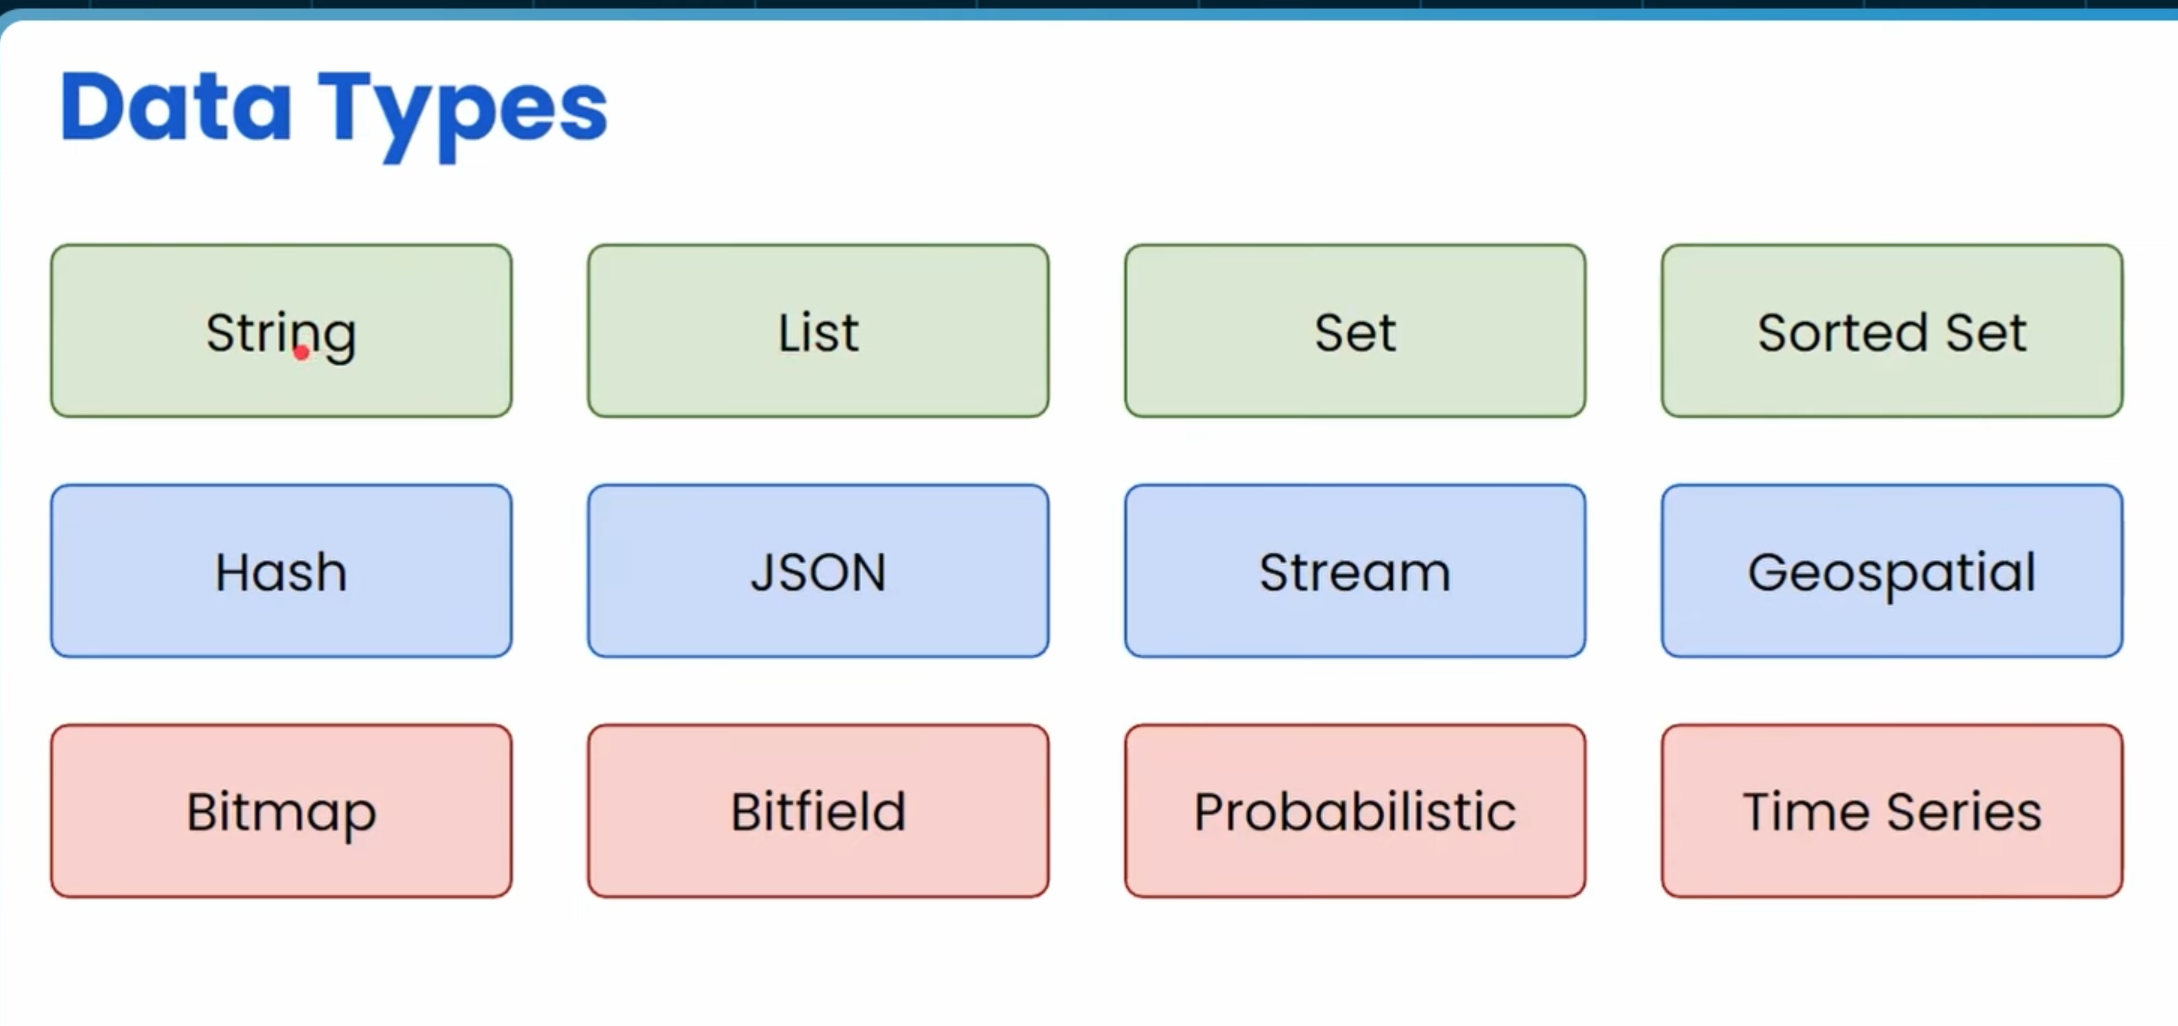 Data Types
String
List
Set
Sorted Set
Hash
JSON
Stream
Geospatial
Bitmap
Bitfield
Probabilistic
Time Series